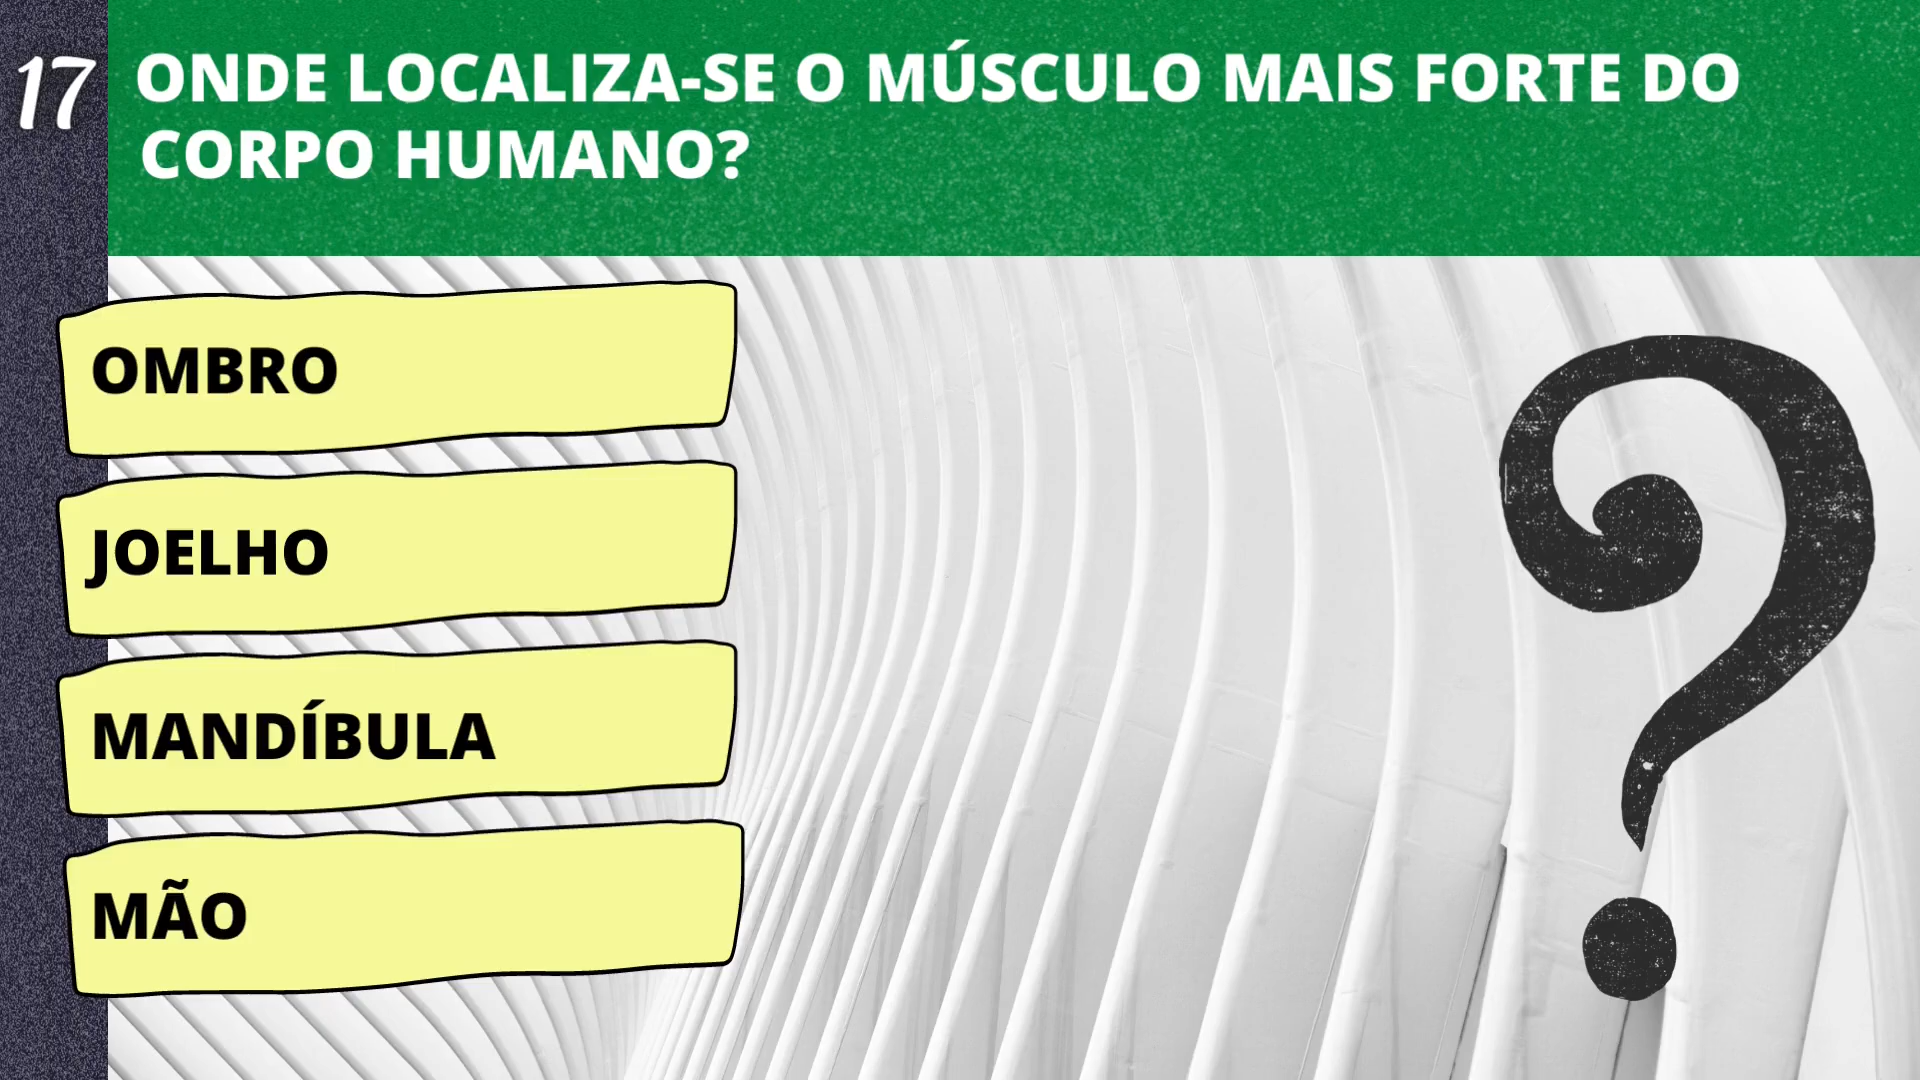 17
ONDE LOCALIZA-SE O MÚSCULO MAIS FORTE DO
CORPO HUMANO?
OMBRO
JOELHO
MANDÍBULA
MÃO
?